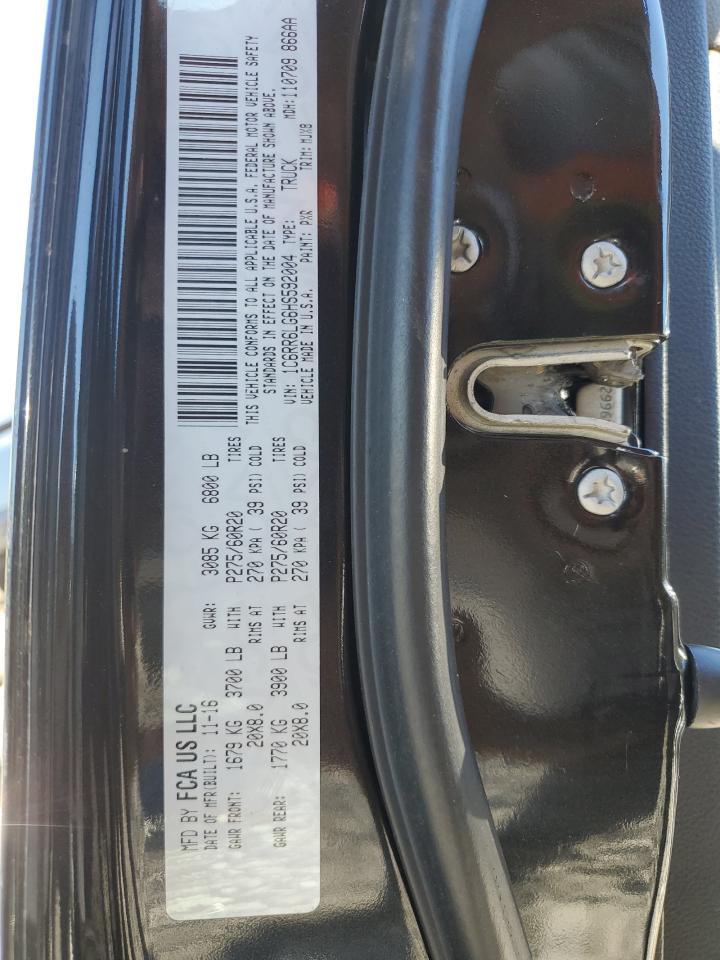 MFD BY FCA US LLC
DATE OF MFR(BUILT): 11-16 GVWR: 3085 KG 6800 LB
GAWR FRONT: 1679 KG 3700 LB WITH P275/60R20 TIRES
20X8.0 RIMS AT 270 KPA ( 39 PSI) COLD
GAWR REAR: 1770 KG 3900 LB WITH P275/60R20 TIRES
20X8.0 RIMS AT 270 KPA ( 39 PSI) COLD
THIS VEHICLE CONFORMS TO ALL APPLICABLE U.S.A. FEDERAL MOTOR VEHICLE SAFETY
STANDARDS IN EFFECT ON THE DATE OF MANUFACTURE SHOWN ABOVE.
VIN: 1C6RR6LG6HS592004 TYPE: TRUCK MDH: 110709 866AA
VEHICLE MADE IN U.S.A. PAINT: PXR TRIM: MJX8